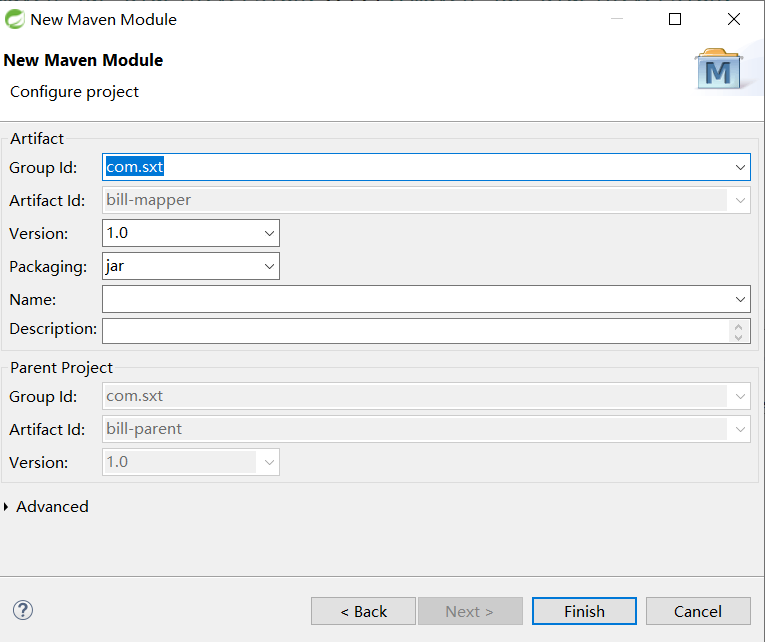 New Maven Module
New Maven Module
Configure project
M
Artifact
Group Id: com.sxt
Artifact Id: bill-mapper
Version: 1.0
Packaging: jar
Name:
Description:
Parent Project
Group Id: com.sxt
Artifact Id: bill-parent
Version: 1.0
Advanced
? < Back Next > Finish Cancel